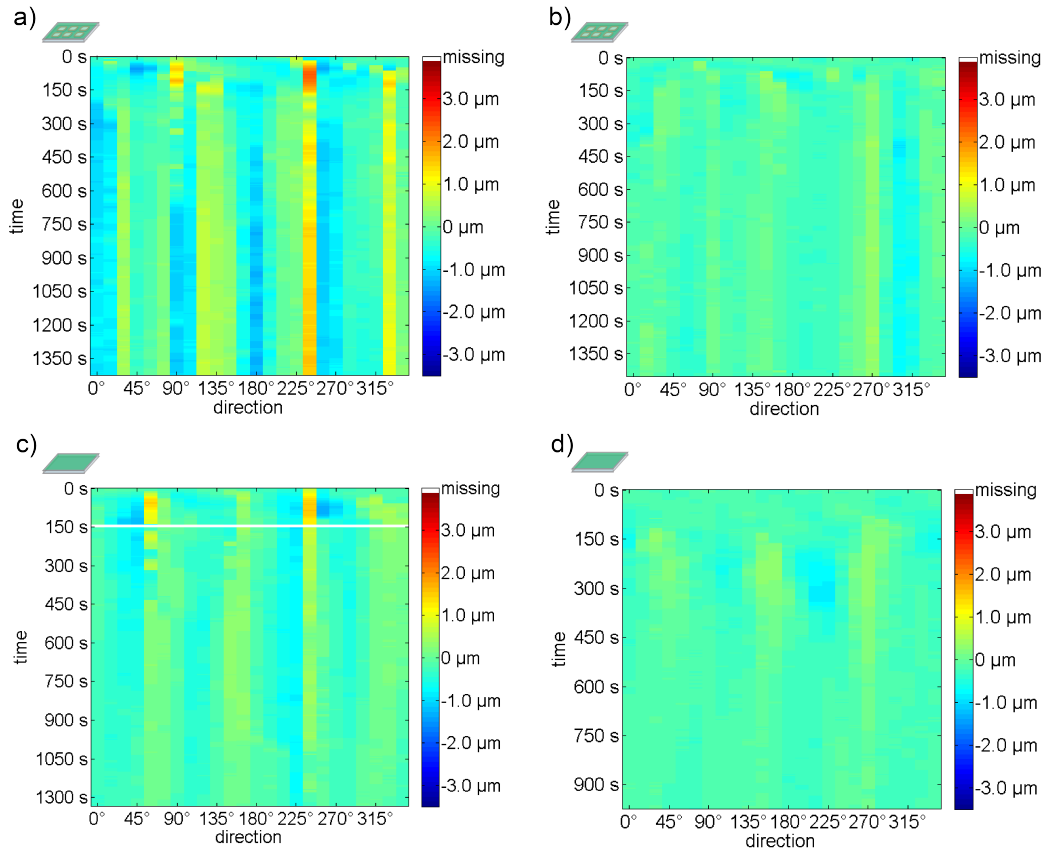 a)
0 s
150 s
300 s
450 s
600 s
750 s
900 s
1050 s
1200 s
1350 s
time
0° 45° 90° 135° 180° 225° 270° 315°
direction
missing
3.0 µm
2.0 µm
1.0 µm
0 µm
-1.0 µm
-2.0 µm
-3.0 µm
b)
0 s
150 s
300 s
450 s
600 s
750 s
900 s
1050 s
1200 s
1350 s
time
0° 45° 90° 135° 180° 225° 270° 315°
direction
missing
3.0 µm
2.0 µm
1.0 µm
0 µm
-1.0 µm
-2.0 µm
-3.0 µm
c)
0 s
150 s
300 s
450 s
600 s
750 s
900 s
1050 s
1300 s
time
0° 45° 90° 135° 180° 225° 270° 315°
direction
missing
3.0 µm
2.0 µm
1.0 µm
0 µm
-1.0 µm
-2.0 µm
-3.0 µm
d)
0 s
150 s
300 s
450 s
600 s
750 s
900 s
time
0° 45° 90° 135° 180° 225° 270° 315°
direction
missing
3.0 µm
2.0 µm
1.0 µm
0 µm
-1.0 µm
-2.0 µm
-3.0 µm